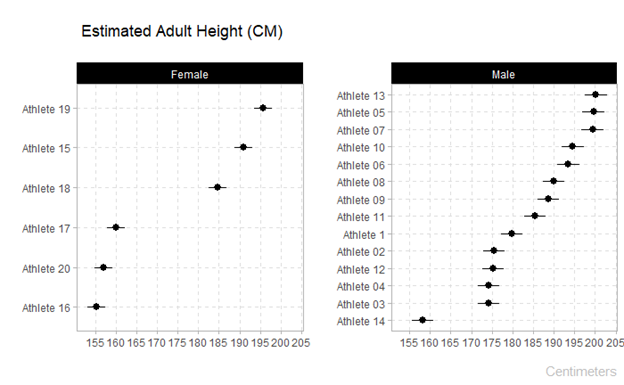 Estimated Adult Height (CM)
Female
Athlete 19
Athlete 15
Athlete 18
Athlete 17
Athlete 20
Athlete 16
155 160 165 170 175 180 185 190 195 200 205
Male
Athlete 13
Athlete 05
Athlete 07
Athlete 10
Athlete 06
Athlete 08
Athlete 09
Athlete 11
Athlete 1
Athlete 02
Athlete 12
Athlete 04
Athlete 03
Athlete 14
155 160 165 170 175 180 185 190 195 200 205
Centimeters